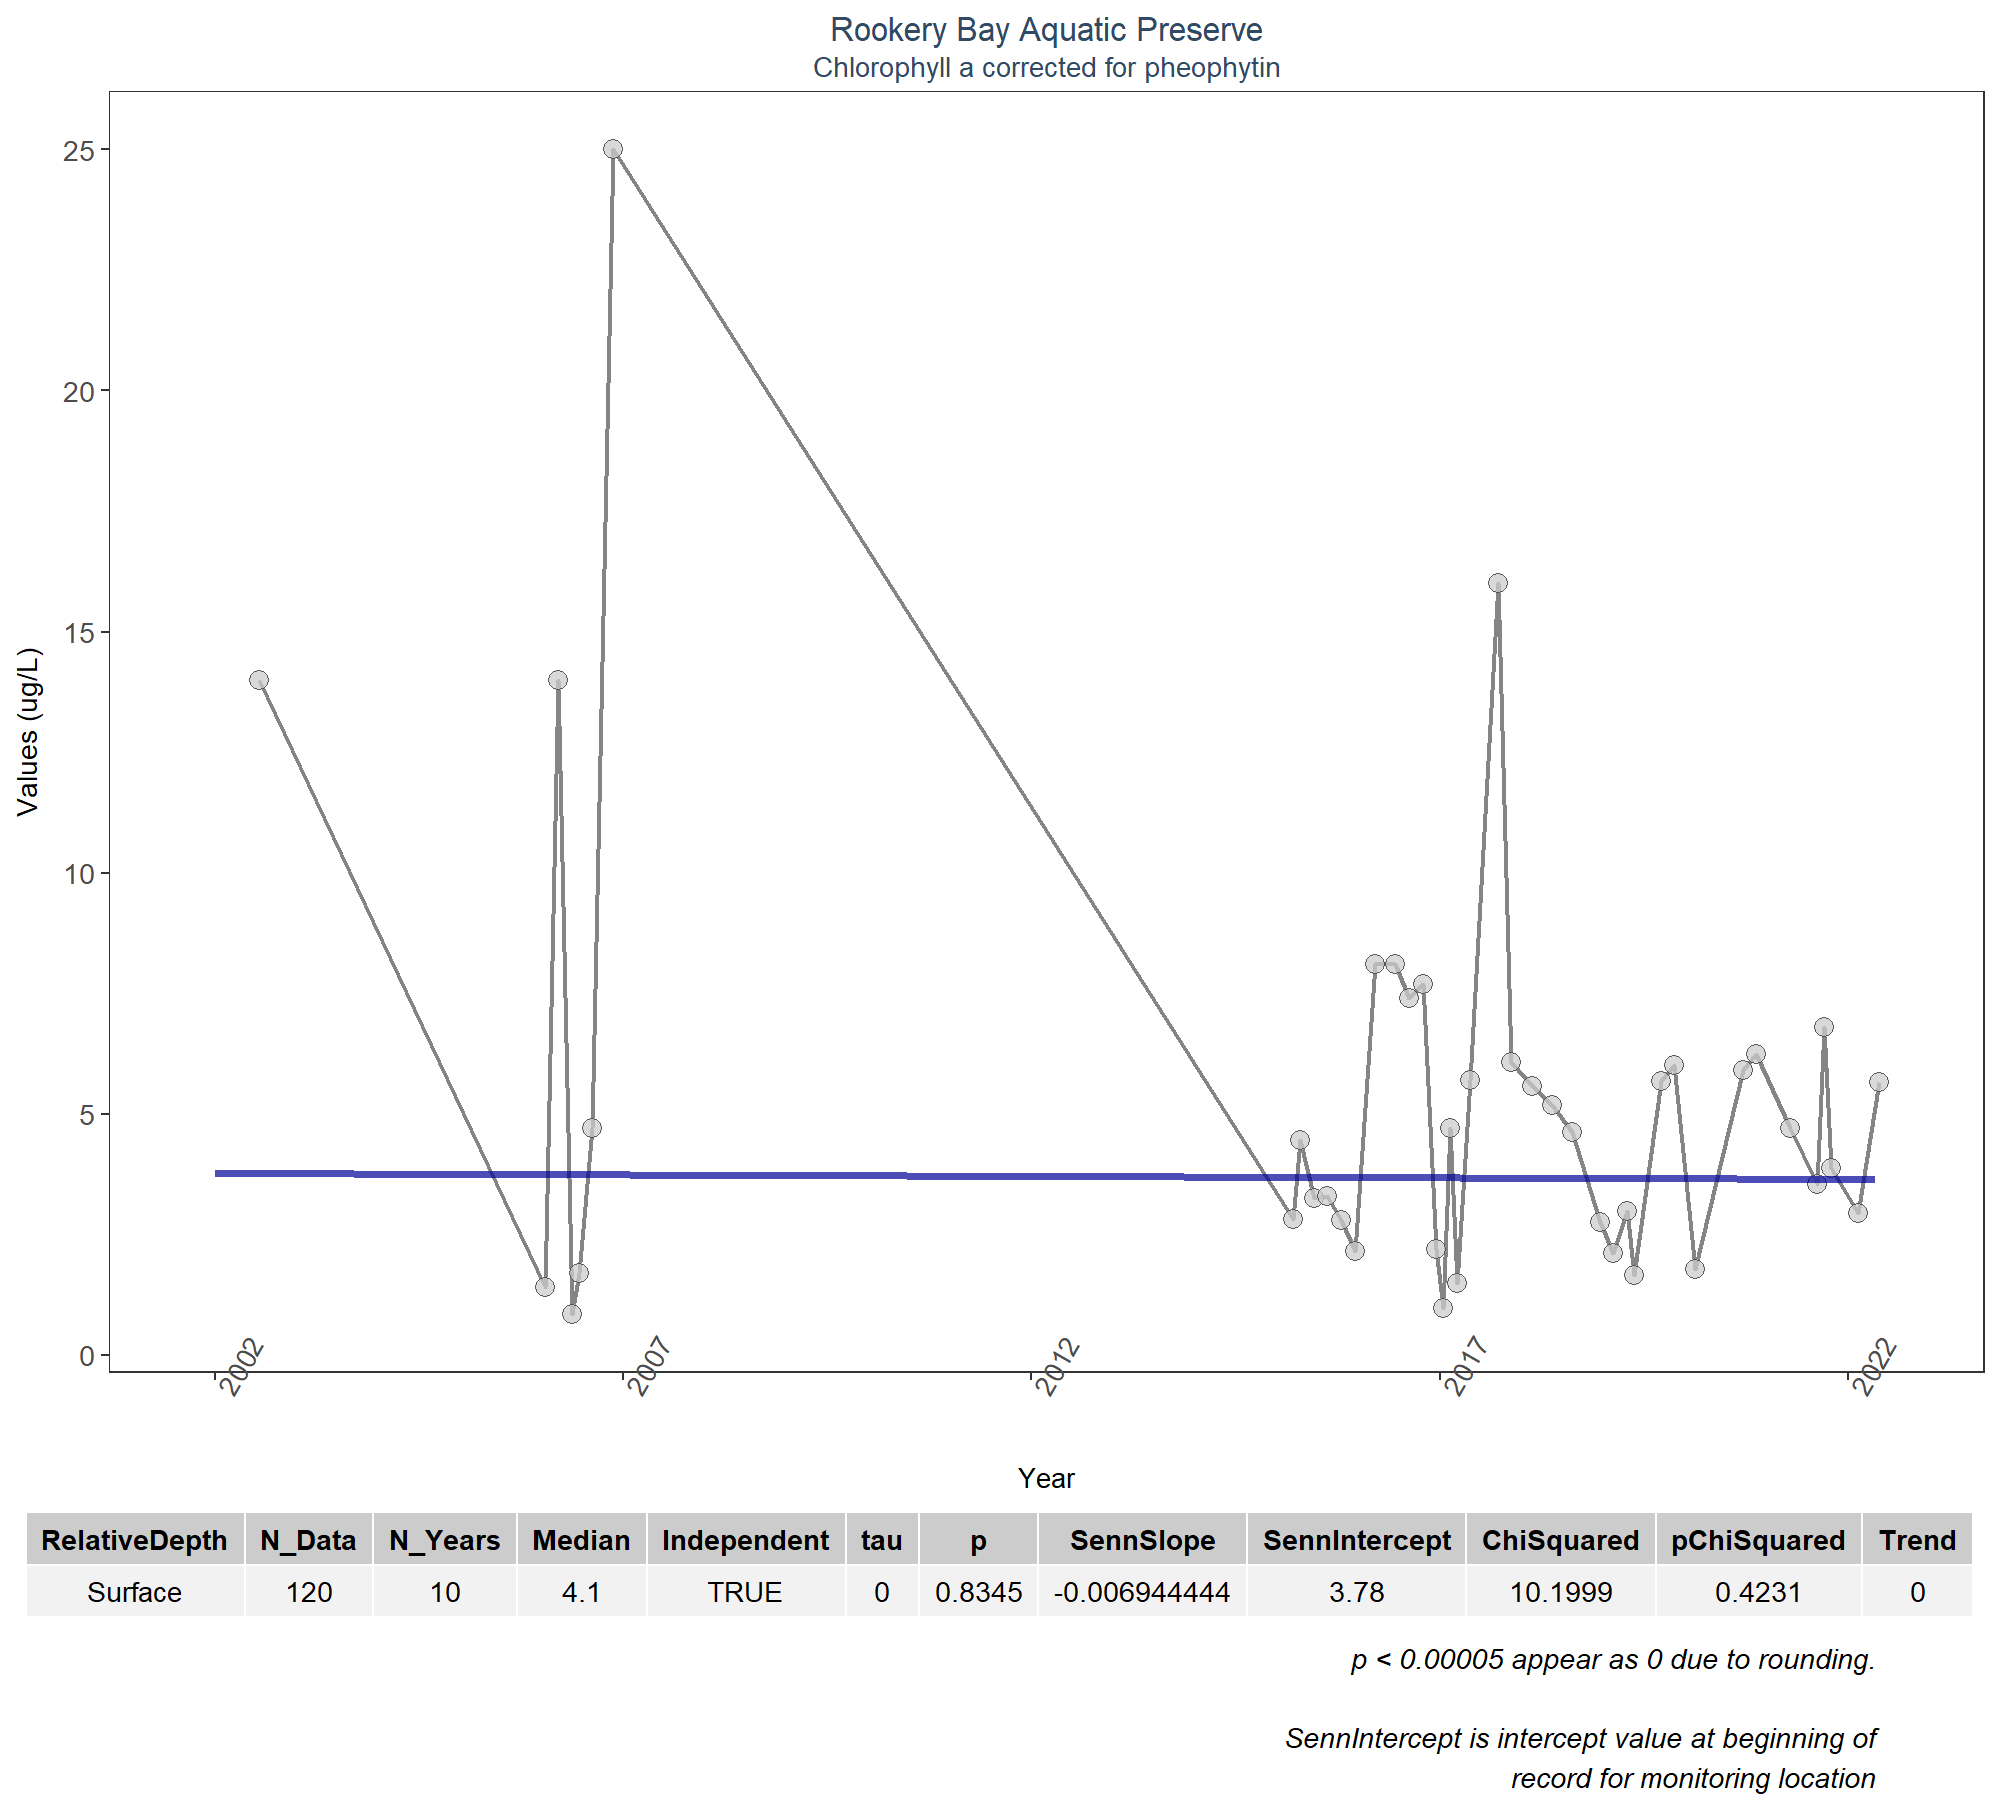 Rookery Bay Aquatic Preserve
Chlorophyll a corrected for pheophytin
25
20
15
10
5
0
Values (ug/L)
2002
2007
2012
2017
2022
Year
RelativeDepth N_Data N_Years Median Independent tau p SennSlope SennIntercept ChiSquared pChiSquared Trend
Surface 120 10 4.1 TRUE 0 0.8345 -0.006944444 3.78 10.1999 0.4231 0
p < 0.00005 appear as 0 due to rounding.
SennIntercept is intercept value at beginning of
record for monitoring location